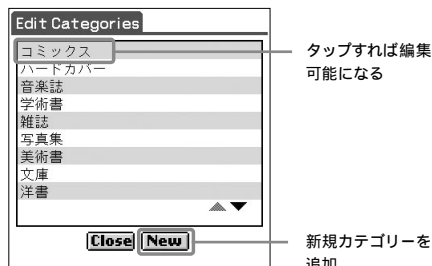 Edit Categories
コミックス
ハードカバー
音楽誌
学術書
雑誌
写真集
美術書
文庫
洋書
Close New
タップすれば編集
可能になる
新規カテゴリーを
追加